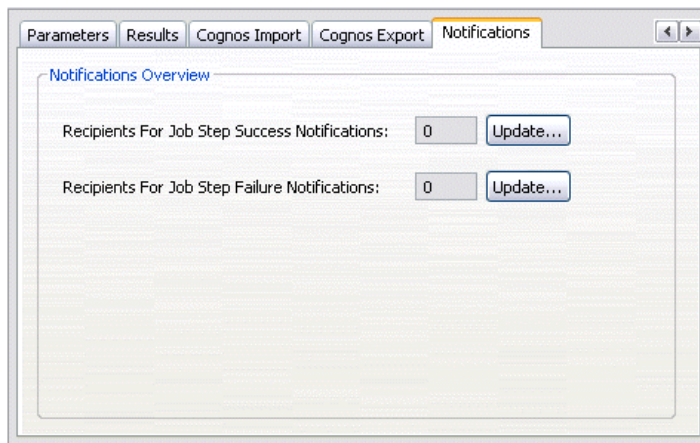 Parameters Results Cognos Import Cognos Export Notifications
Notifications Overview
Recipients For Job Step Success Notifications: 0 Update...
Recipients For Job Step Failure Notifications: 0 Update...